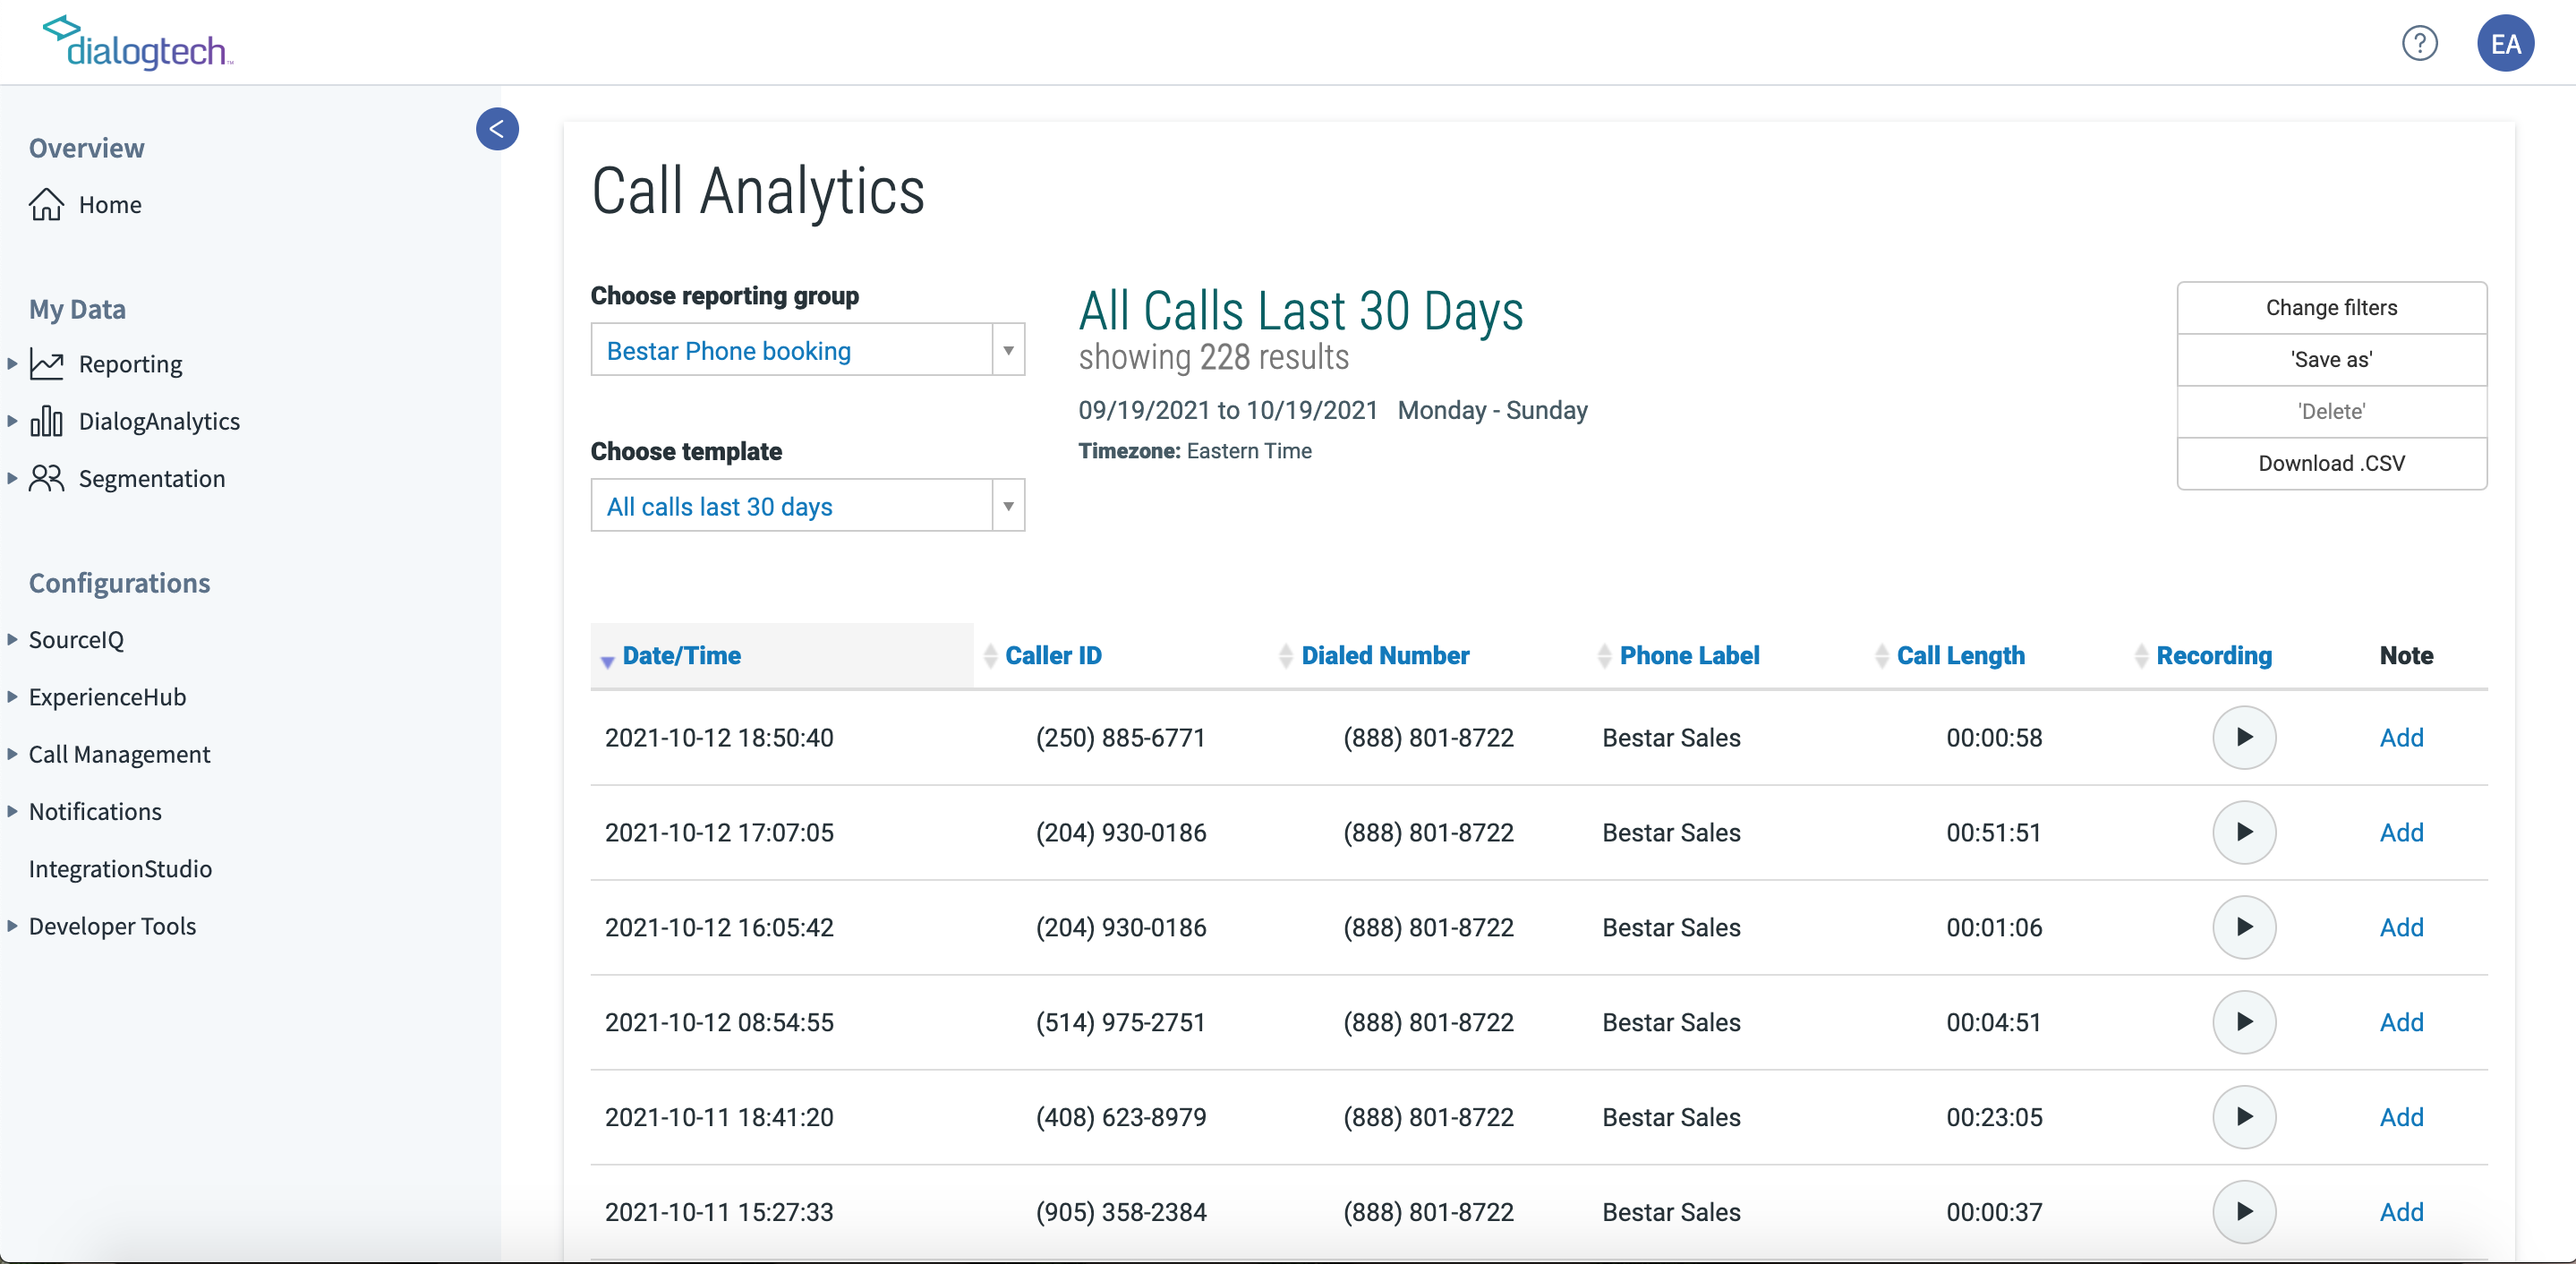 dialogtech
?
EA
<
Overview
Home
My Data
Reporting
DialogAnalytics
Segmentation
Configurations
SourceIQ
ExperienceHub
Call Management
Notifications
IntegrationStudio
Developer Tools
Call Analytics
Choose reporting group
Bestar Phone booking
Choose template
All calls last 30 days
All Calls Last 30 Days
showing 228 results
09/19/2021 to 10/19/2021 Monday - Sunday
Timezone: Eastern Time
Change filters
'Save as'
'Delete'
Download .CSV
Date/Time Caller ID Dialed Number Phone Label Call Length Recording Note
2021-10-12 18:50:40 (250) 885-6771 (888) 801-8722 Bestar Sales 00:00:58 Add
2021-10-12 17:07:05 (204) 930-0186 (888) 801-8722 Bestar Sales 00:51:51 Add
2021-10-12 16:05:42 (204) 930-0186 (888) 801-8722 Bestar Sales 00:01:06 Add
2021-10-12 08:54:55 (514) 975-2751 (888) 801-8722 Bestar Sales 00:04:51 Add
2021-10-11 18:41:20 (408) 623-8979 (888) 801-8722 Bestar Sales 00:23:05 Add
2021-10-11 15:27:33 (905) 358-2384 (888) 801-8722 Bestar Sales 00:00:37 Add